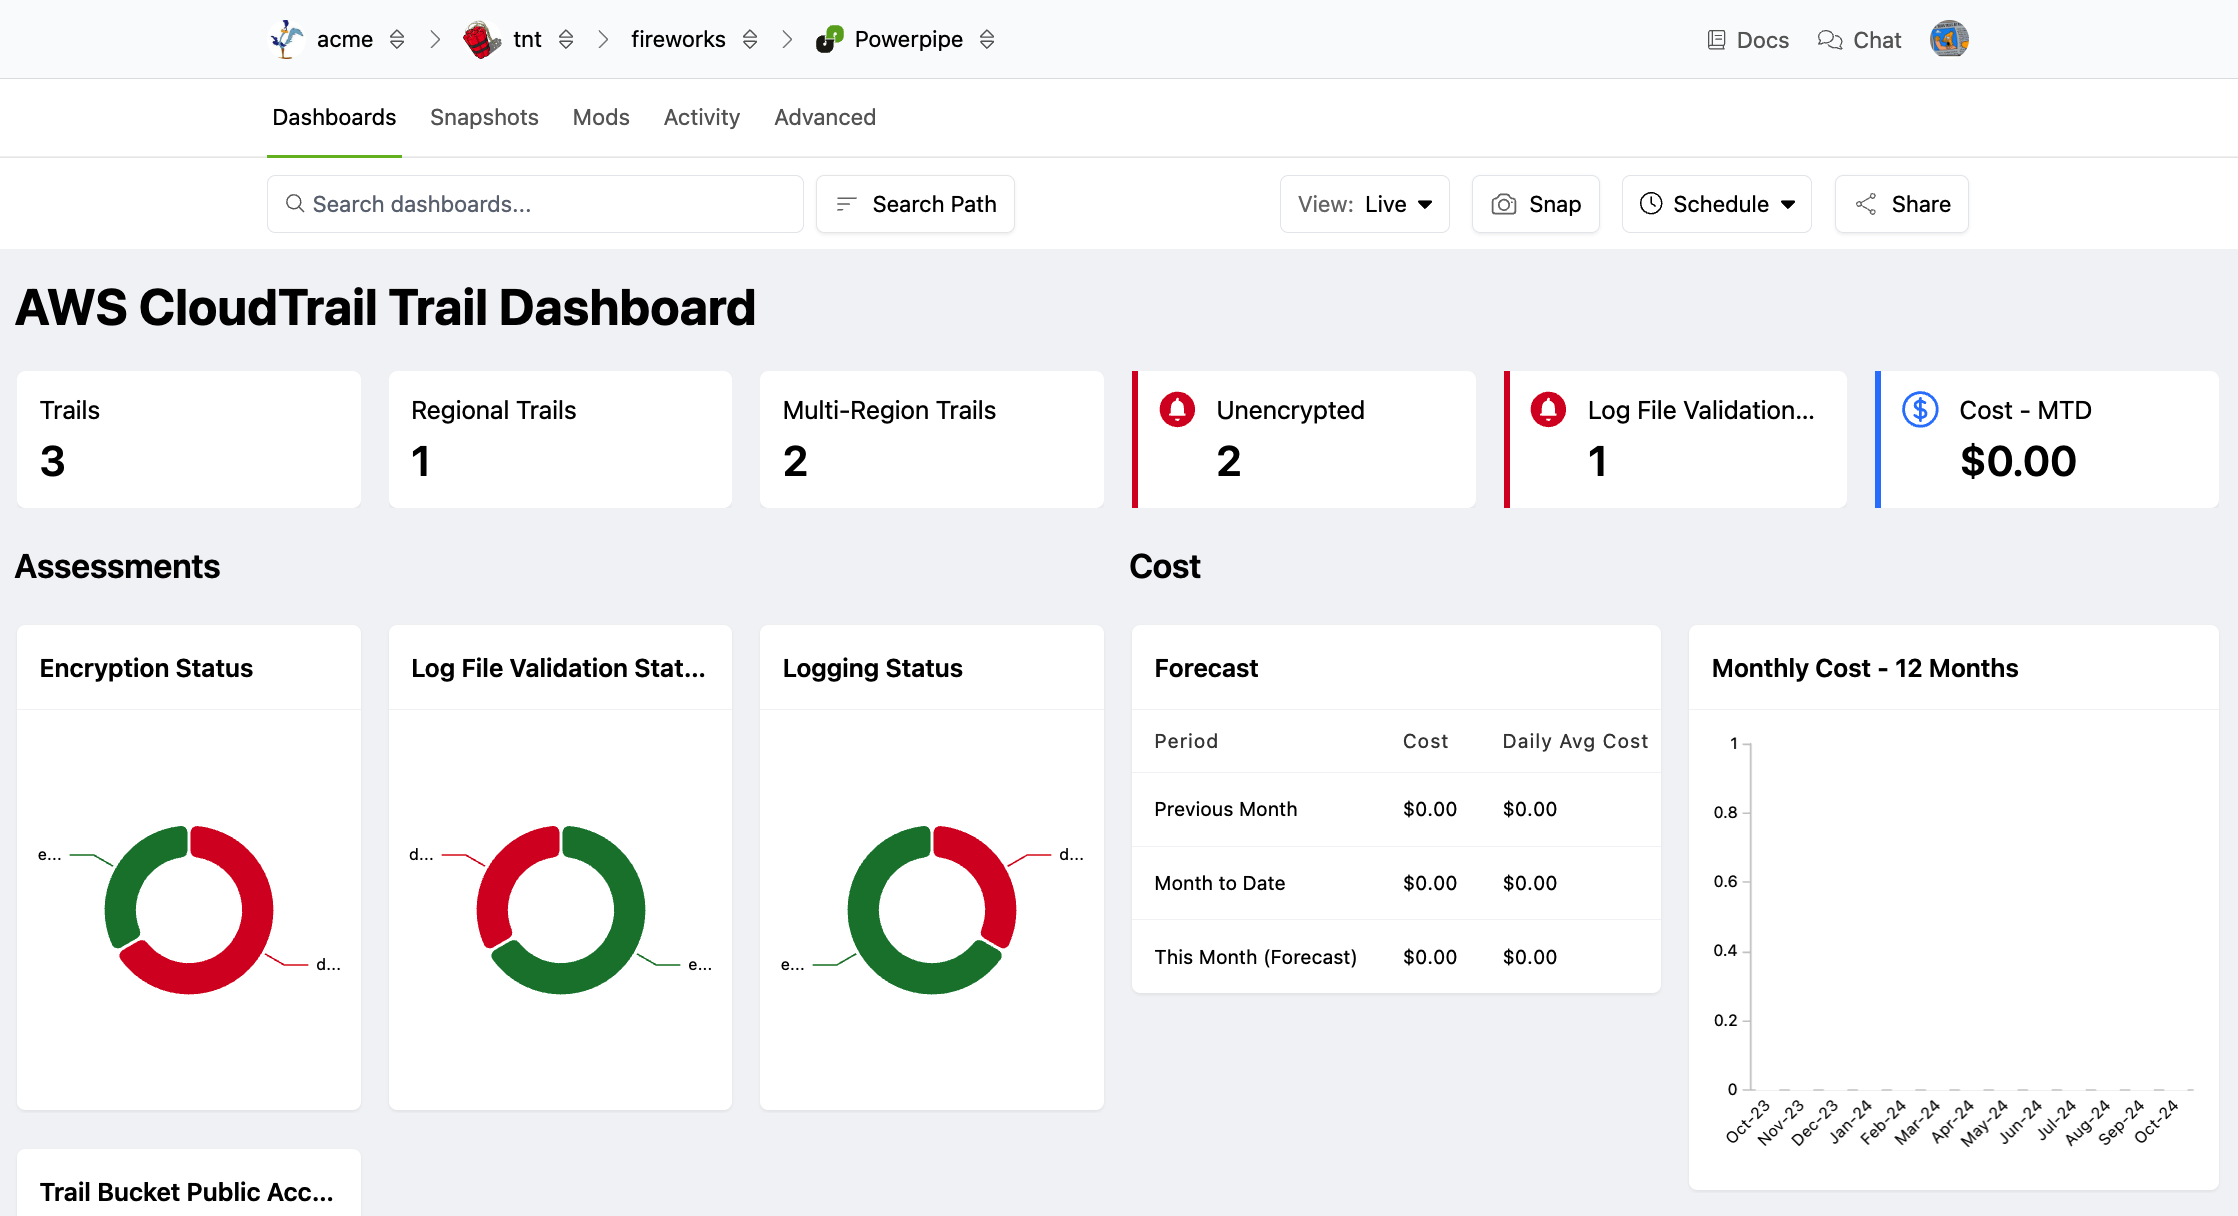 acme tnt fireworks Powerpipe Docs Chat
Dashboards Snapshots Mods Activity Advanced
Search dashboards... Search Path View: Live Snap Schedule Share
AWS CloudTrail Trail Dashboard
Trails
3
Regional Trails
1
Multi-Region Trails
2
Unencrypted
2
Log File Validation...
1
Cost - MTD
$0.00
Assessments
Encryption Status
e...
d...
Log File Validation Stat...
d...
e...
Logging Status
d...
e...
Trail Bucket Public Acc...
Cost
Forecast
Period Cost Daily Avg Cost
Previous Month $0.00 $0.00
Month to Date $0.00 $0.00
This Month (Forecast) $0.00 $0.00
Monthly Cost - 12 Months
1
0.8
0.6
0.4
0.2
0
Oct-23 Nov-23 Dec-23 Jan-24 Feb-24 Mar-24 Apr-24 May-24 Jun-24 Jul-24 Aug-24 Sep-24 Oct-24